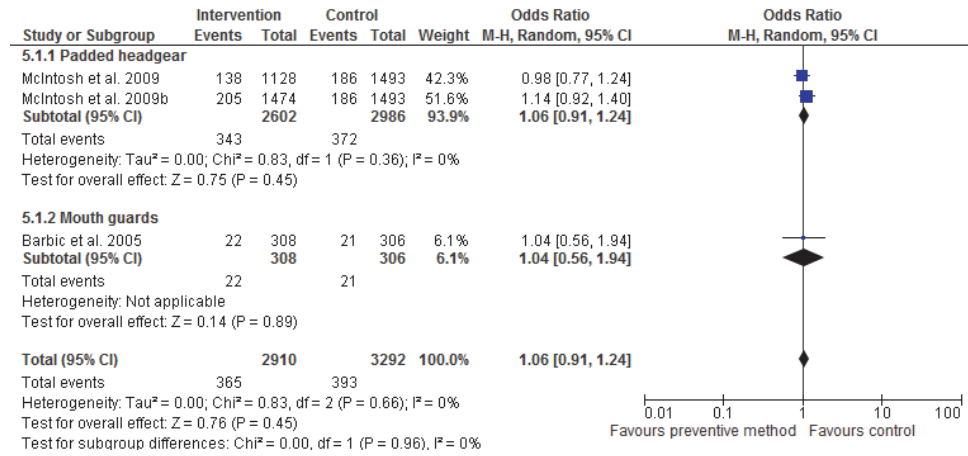 Intervention Control Odds Ratio Odds Ratio
Study or Subgroup Events Total Events Total Weight M-H, Random, 95% CI M-H, Random, 95% CI
5.1.1 Padded headgear
McIntosh et al. 2009 138 1128 186 1493 42.3% 0.98 [0.77, 1.24]
McIntosh et al. 2009b 205 1474 186 1493 51.6% 1.14 [0.92, 1.40]
Subtotal (95% CI) 2602 2986 93.9% 1.06 [0.91, 1.24]
Total events 343 372
Heterogeneity: Tau² = 0.00; Chi² = 0.83, df = 1 (P = 0.36); I² = 0%
Test for overall effect: Z = 0.75 (P = 0.45)
5.1.2 Mouth guards
Barbic et al. 2005 22 308 21 306 6.1% 1.04 [0.56, 1.94]
Subtotal (95% CI) 308 306 6.1% 1.04 [0.56, 1.94]
Total events 22 21
Heterogeneity: Not applicable
Test for overall effect: Z = 0.14 (P = 0.89)
Total (95% CI) 2910 3292 100.0% 1.06 [0.91, 1.24]
Total events 365 393
Heterogeneity: Tau² = 0.00; Chi² = 0.83, df = 2 (P = 0.66); I² = 0%
Test for overall effect: Z = 0.76 (P = 0.45)
Test for subgroup differences: Chi² = 0.00, df = 1 (P = 0.96), I² = 0%
0.01 0.1 1 10 100
Favours preventive method Favours control